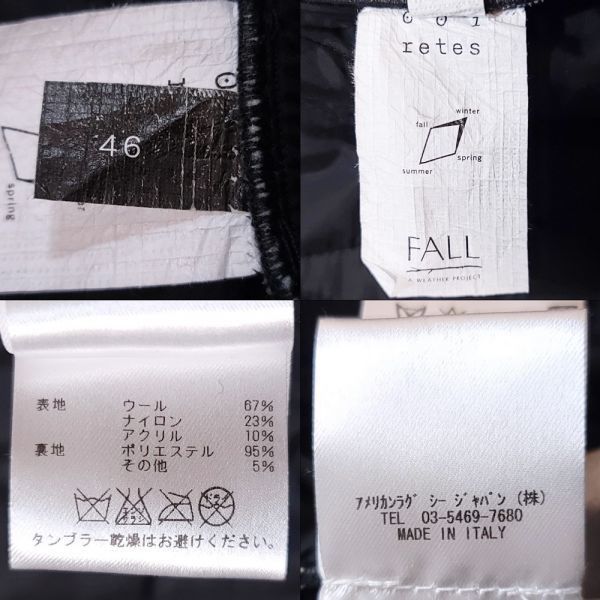 46
spring
001
retes
winter
fall
spring
summer
FALL
A WEATHER PROJECT
表地 ウール 67%
ナイロン 23%
アクリル 10%
裏地 ポリエステル 95%
その他 5%
タンブラー乾燥はお避けください。
アメリカンラグ シー ジャパン (株)
TEL 03-5469-7680
MADE IN ITALY